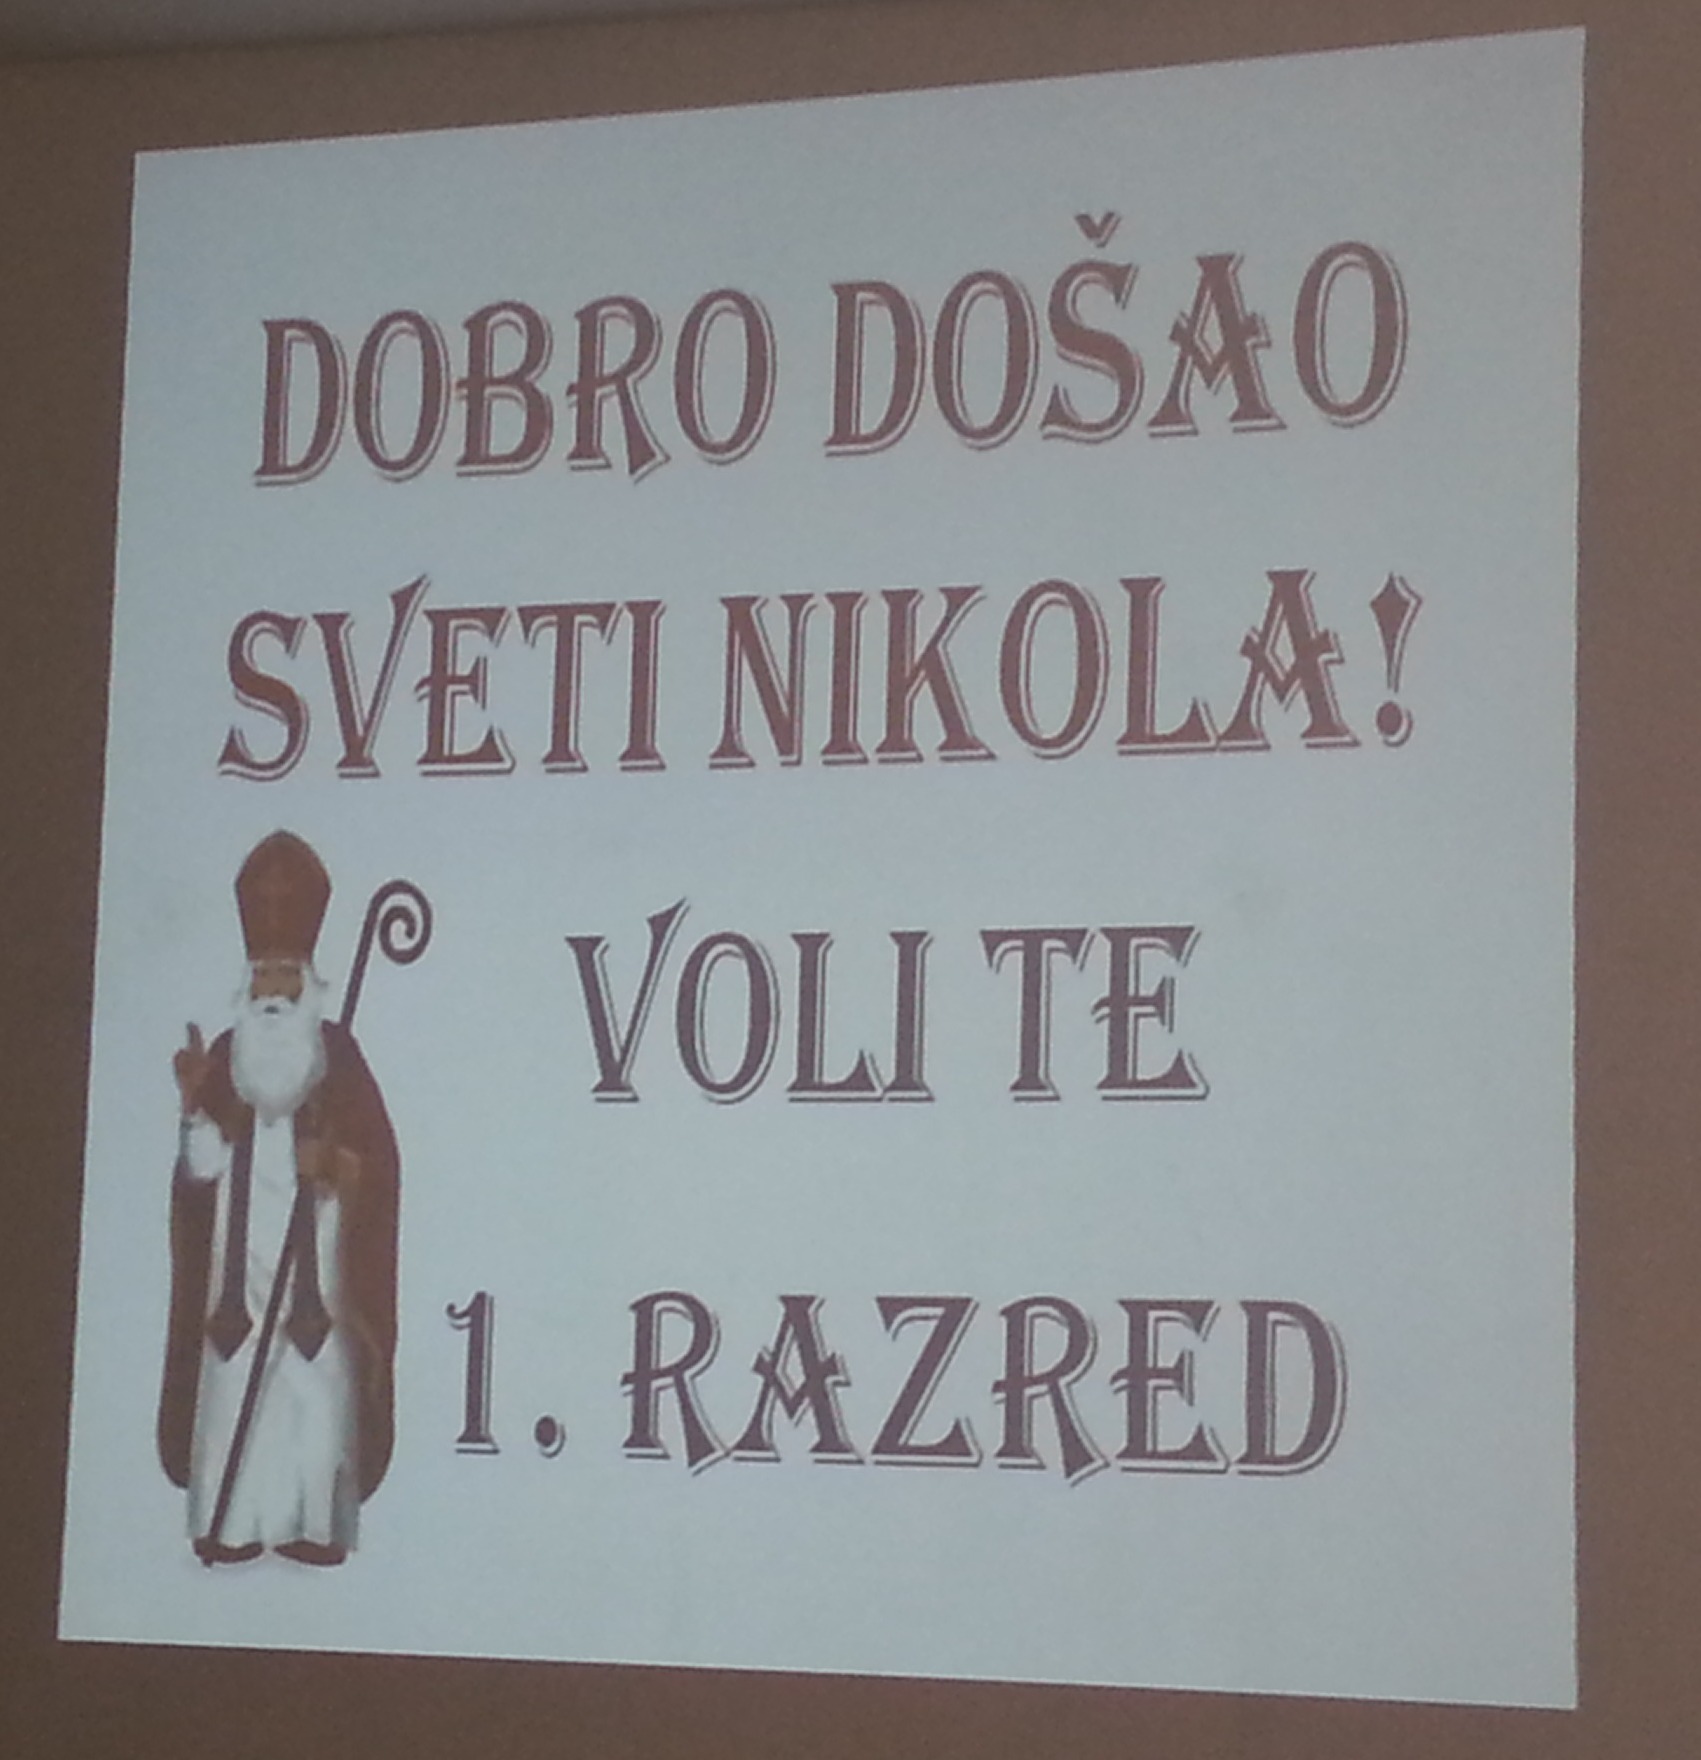 DOBRO DOŠAO
SVETI NIKOLA!
VOLI TE
1. RAZRED